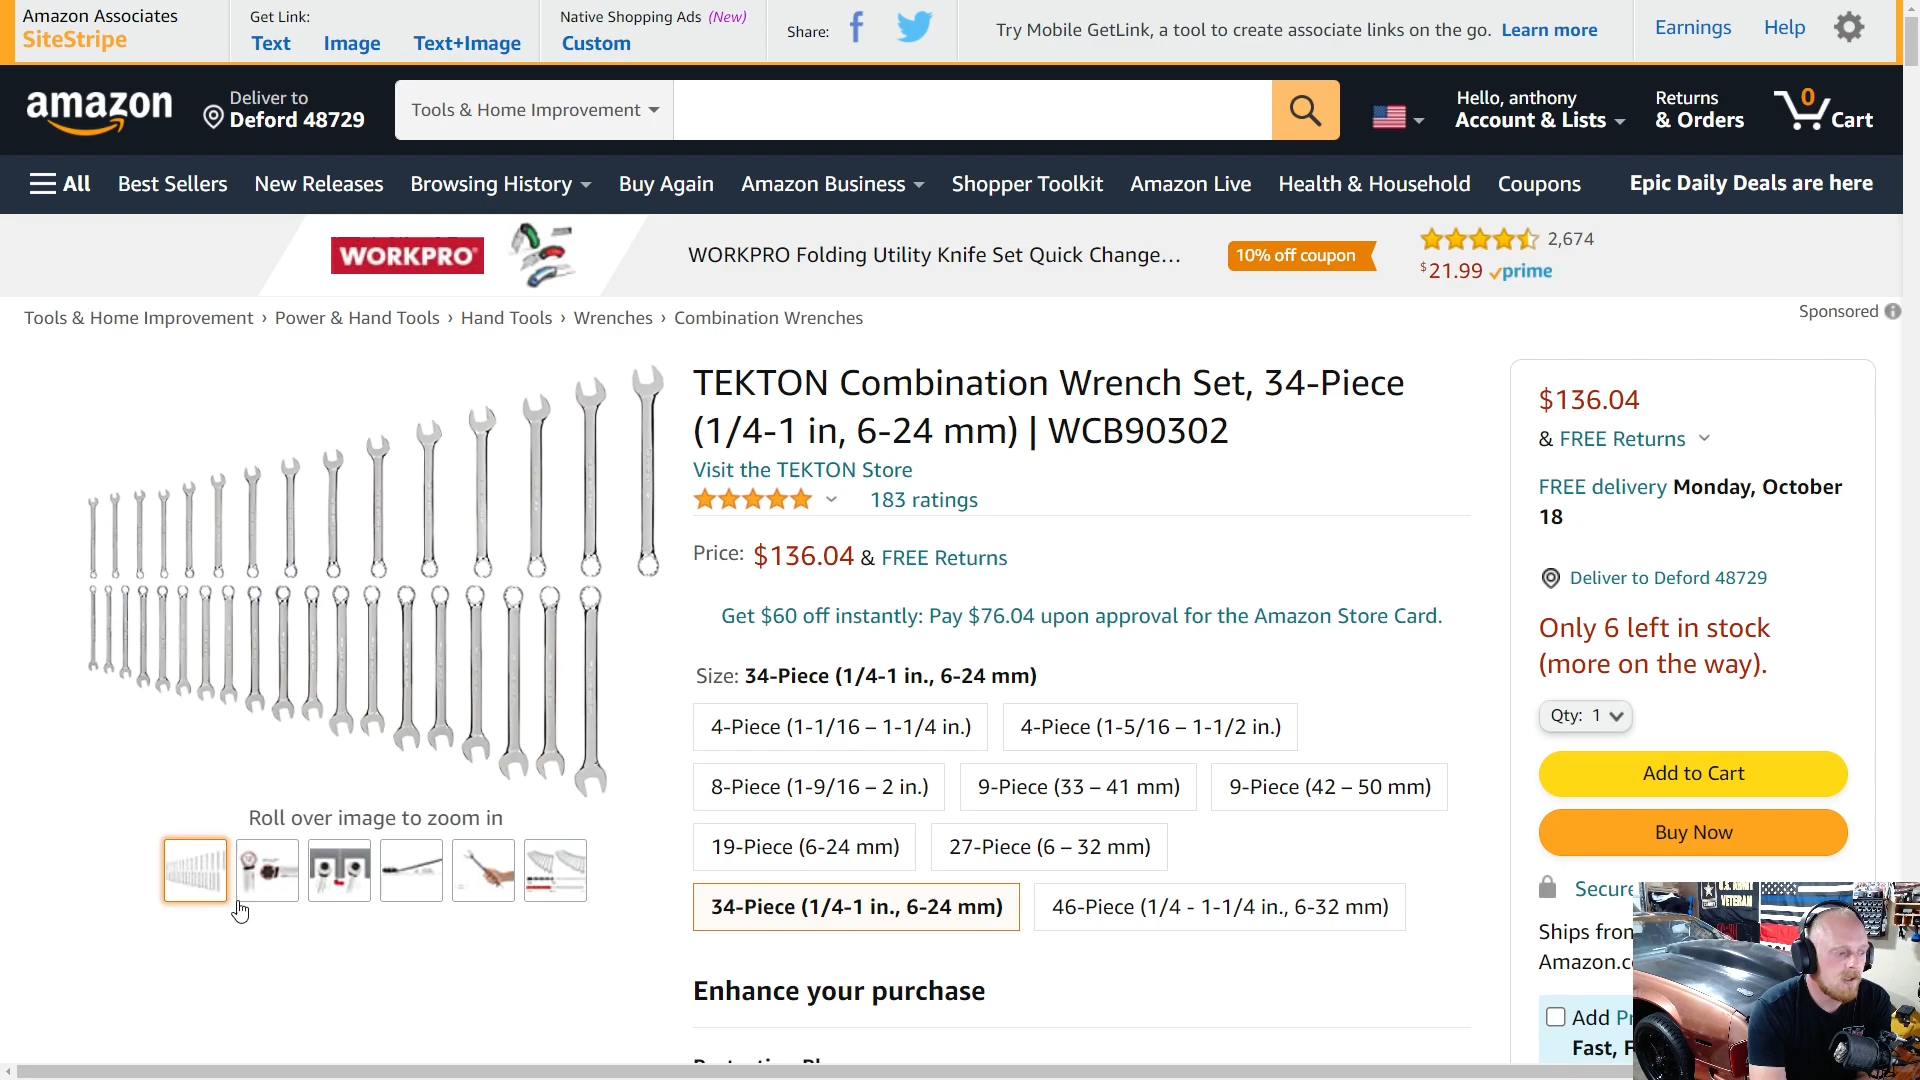 Amazon Associates
SiteStripe
Get Link:
Text Image Text+Image
Native Shopping Ads (New)
Custom
Share:
Try Mobile GetLink, a tool to create associate links on the go. Learn more
Earnings
Help
amazon
Deliver to
Deford 48729
Tools & Home Improvement
Hello, anthony
Account & Lists
Returns
& Orders
0
Cart
All
Best Sellers
New Releases
Browsing History
Buy Again
Amazon Business
Shopper Toolkit
Amazon Live
Health & Household
Coupons
Epic Daily Deals are here
WORKPRO
WORKPRO Folding Utility Knife Set Quick Change…
10% off coupon
2,674
$21.99 prime
Sponsored
Tools & Home Improvement › Power & Hand Tools › Hand Tools › Wrenches › Combination Wrenches
TEKTON Combination Wrench Set, 34-Piece
(1/4-1 in, 6-24 mm) | WCB90302
Visit the TEKTON Store
183 ratings
Price: $136.04 & FREE Returns
Get $60 off instantly: Pay $76.04 upon approval for the Amazon Store Card.
Size: 34-Piece (1/4-1 in., 6-24 mm)
4-Piece (1-1/16 – 1-1/4 in.)
4-Piece (1-5/16 – 1-1/2 in.)
8-Piece (1-9/16 – 2 in.)
9-Piece (33 – 41 mm)
9-Piece (42 – 50 mm)
19-Piece (6-24 mm)
27-Piece (6 – 32 mm)
34-Piece (1/4-1 in., 6-24 mm)
46-Piece (1/4 - 1-1/4 in., 6-32 mm)
Enhance your purchase
Roll over image to zoom in
$136.04
& FREE Returns
FREE delivery Monday, October
18
Deliver to Deford 48729
Only 6 left in stock
(more on the way).
Qty: 1
Add to Cart
Buy Now
Secure
Ships from
Amazon.c
Add Pr
Fast, F
U.S. ARMY
VETERAN